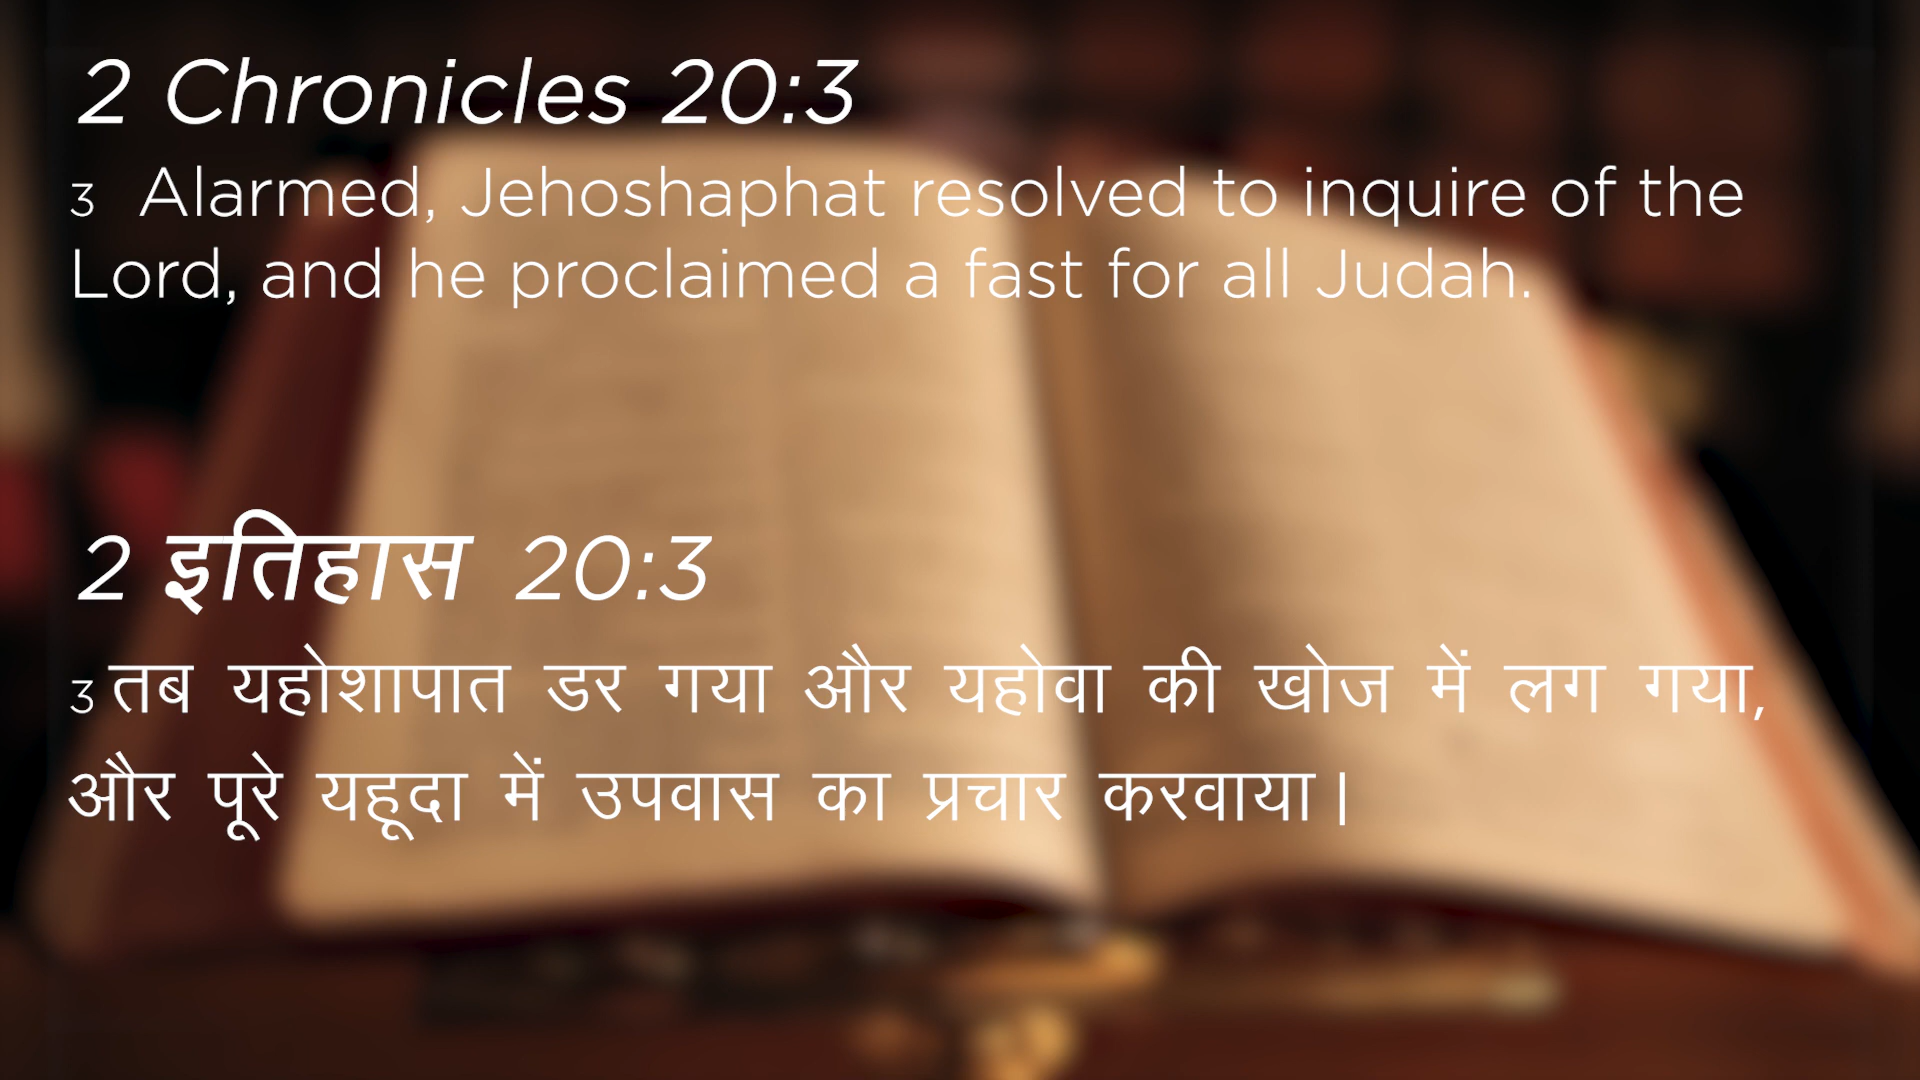 2 Chronicles 20:3
3 Alarmed, Jehoshaphat resolved to inquire of the
Lord, and he proclaimed a fast for all Judah.
2 इतिहास 20:3
3 तब यहोशापात डर गया और यहोवा की खोज में लग गया,
और पूरे यहूदा में उपवास का प्रचार करवाया।